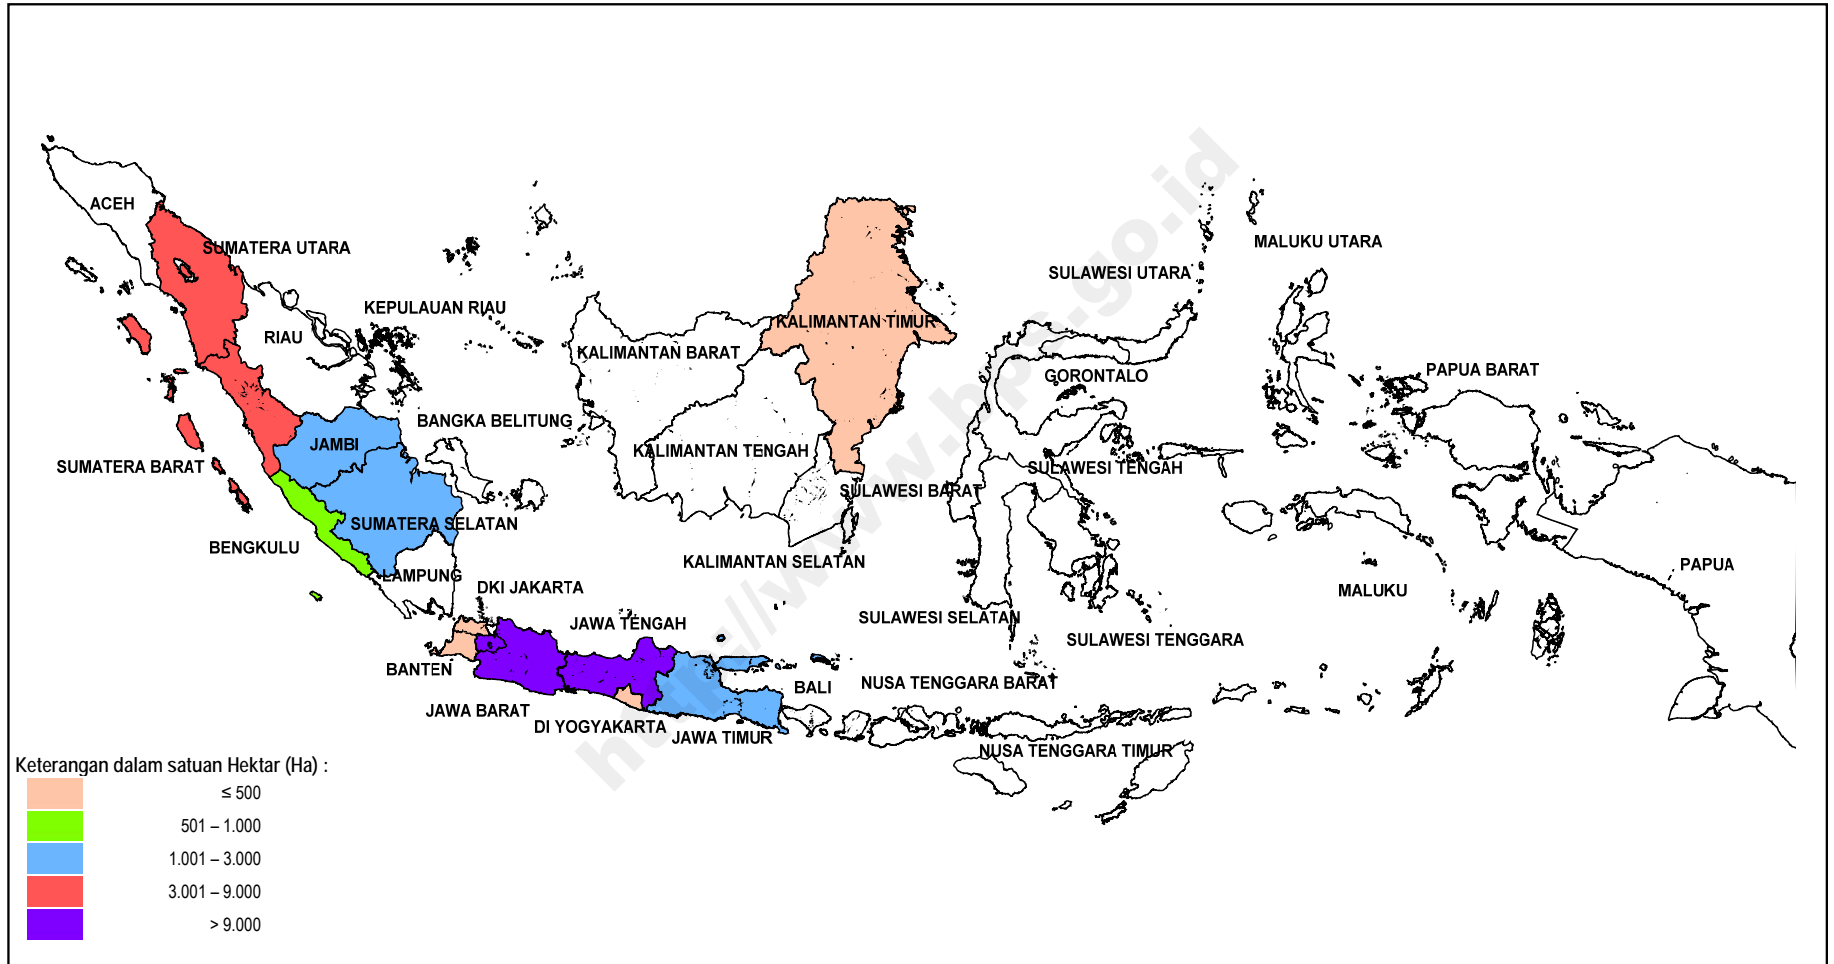 ACEH
SUMATERA UTARA
MALUKU UTARA
SULAWESI UTARA
KEPULAUAN RIAU
KALIMANTAN TIMUR
RIAU
KALIMANTAN BARAT
PAPUA BARAT
GORONTALO
BANGKA BELITUNG
JAMBI
KALIMANTAN TENGAH
SUMATERA BARAT
SULAWESI TENGAH
SULAWESI BARAT
SUMATERA SELATAN
BENGKULU
KALIMANTAN SELATAN
PAPUA
LAMPUNG
DKI JAKARTA
MALUKU
JAWA TENGAH
SULAWESI SELATAN
SULAWESI TENGGARA
BANTEN
NUSA TENGGARA BARAT
BALI
JAWA BARAT
DI YOGYAKARTA
JAWA TIMUR
NUSA TENGGARA TIMUR
http://www.bps.go.id
Keterangan dalam satuan Hektar (Ha) :
≤ 500
501 – 1.000
1.001 – 3.000
3.001 – 9.000
> 9.000